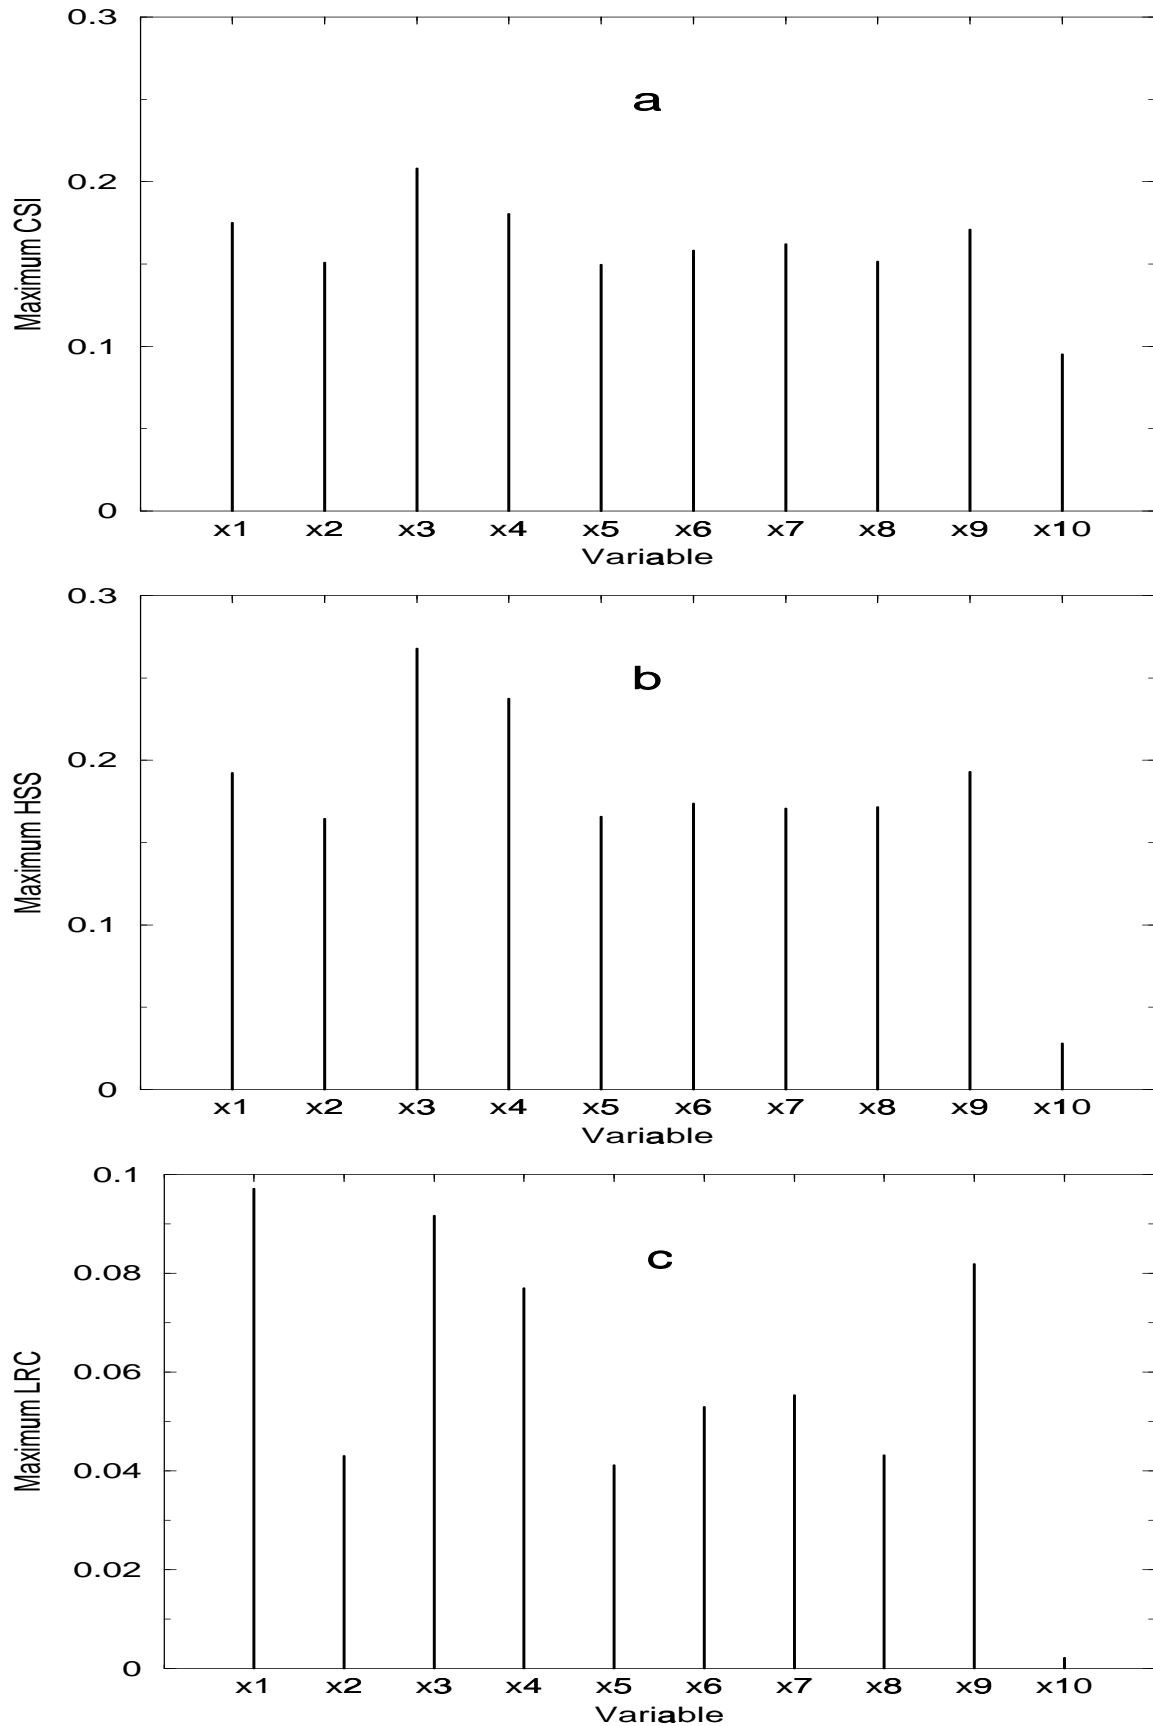 0.3
a
0.2
Maximum CSI
0.1
0
x1 x2 x3 x4 x5 x6 x7 x8 x9 x10
Variable
0.3
b
0.2
Maximum HSS
0.1
0
x1 x2 x3 x4 x5 x6 x7 x8 x9 x10
Variable
0.1
c
0.08
0.06
Maximum LRC
0.04
0.02
0
x1 x2 x3 x4 x5 x6 x7 x8 x9 x10
Variable